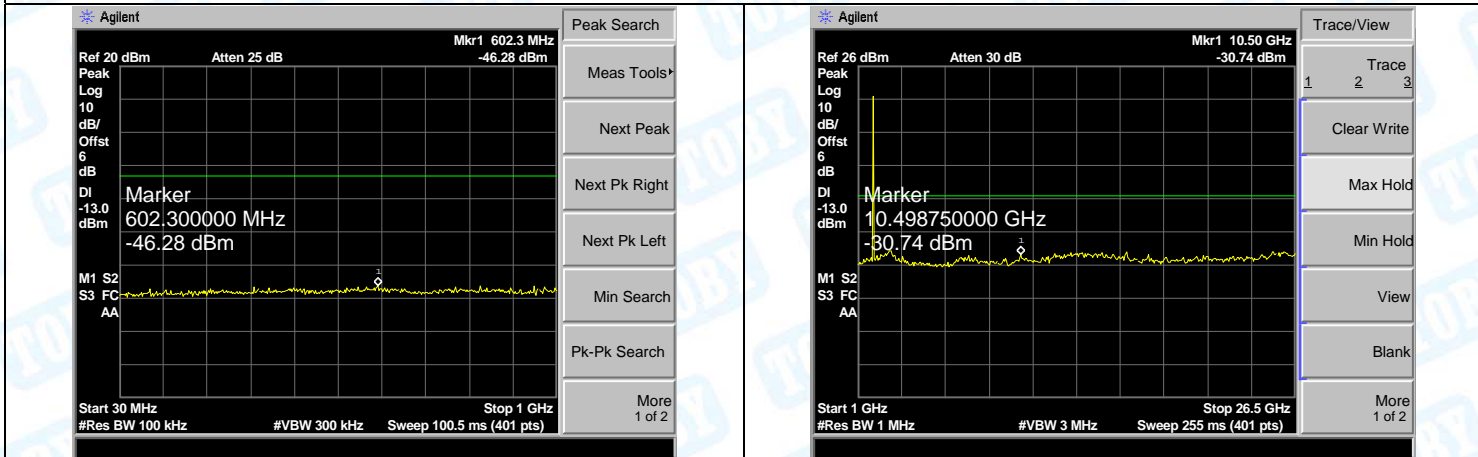 Agilent
Mkr1 602.3 MHz
Ref 20 dBm Atten 25 dB -46.28 dBm
Peak
Log
10
dB/
Offst
6
dB
DI
-13.0
dBm
Marker
602.300000 MHz
-46.28 dBm
1
M1 S2
S3 FC
AA
Start 30 MHz Stop 1 GHz
#Res BW 100 kHz #VBW 300 kHz Sweep 100.5 ms (401 pts)
Peak Search
Meas Tools
Next Peak
Next Pk Right
Next Pk Left
Min Search
Pk-Pk Search
More
1 of 2
Agilent
Mkr1 10.50 GHz
Ref 26 dBm Atten 30 dB -30.74 dBm
Peak
Log
10
dB/
Offst
6
dB
DI
-13.0
dBm
Marker
10.498750000 GHz
-30.74 dBm
1
M1 S2
S3 FC
AA
Start 1 GHz Stop 26.5 GHz
#Res BW 1 MHz #VBW 3 MHz Sweep 255 ms (401 pts)
Trace/View
Trace
1 2 3
Clear Write
Max Hold
Min Hold
View
Blank
More
1 of 2
TOBY